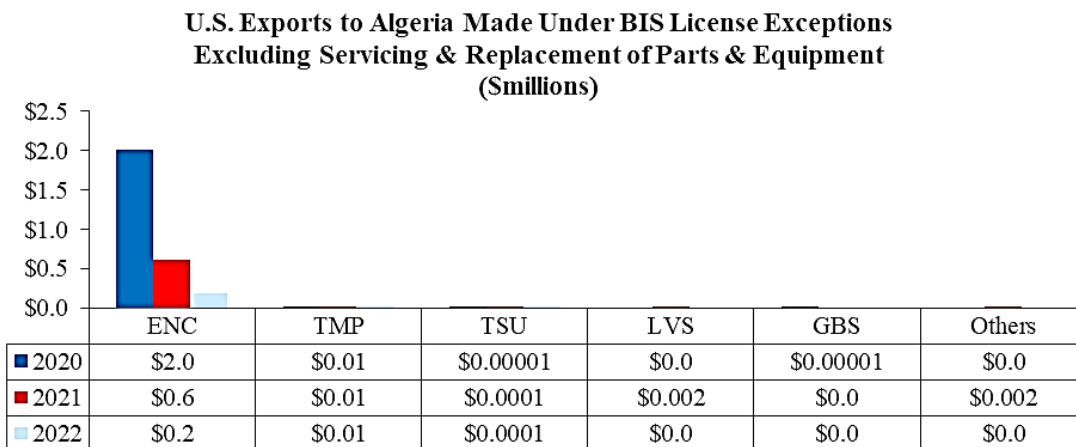 U.S. Exports to Algeria Made Under BIS License Exceptions
Excluding Servicing & Replacement of Parts & Equipment
($millions)
$2.5
$2.0
$1.5
$1.0
$0.5
$0.0
ENC TMP TSU LVS GBS Others
2020 $2.0 $0.01 $0.00001 $0.0 $0.00001 $0.0
2021 $0.6 $0.01 $0.0001 $0.002 $0.0 $0.002
2022 $0.2 $0.01 $0.0001 $0.0 $0.0 $0.0